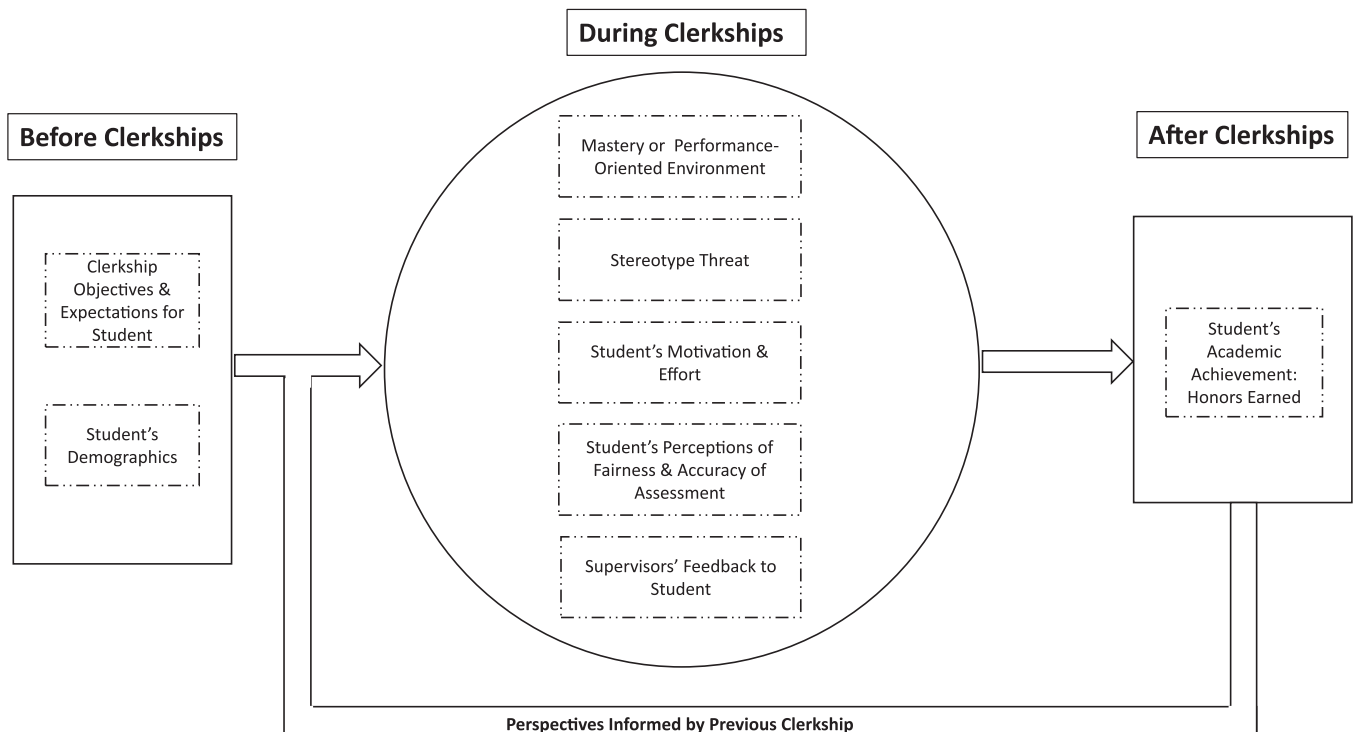 During Clerkships
Before Clerkships
After Clerkships
Mastery or Performance-
Oriented Environment
Stereotype Threat
Student’s Motivation &
Effort
Student’s Perceptions of
Fairness & Accuracy of
Assessment
Supervisors’ Feedback to
Student
Clerkship
Objectives &
Expectations for
Student
Student’s
Demographics
Student’s
Academic
Achievement:
Honors Earned
Perspectives Informed by Previous Clerkship